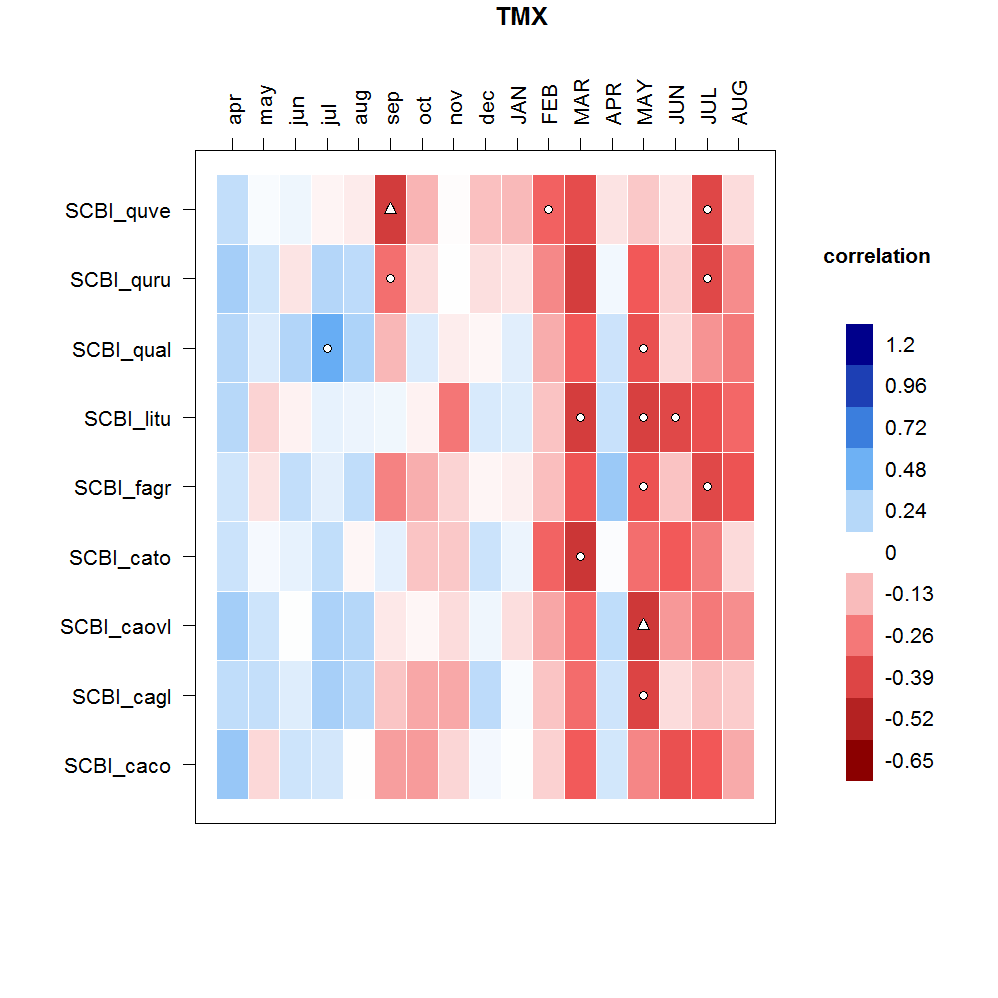 TMX
apr may jun jul aug sep oct nov dec JAN FEB MAR APR MAY JUN JUL AUG
SCBI_quve
SCBI_quru
SCBI_qual
SCBI_litu
SCBI_fagr
SCBI_cato
SCBI_caovl
SCBI_cagl
SCBI_caco
correlation
1.2
0.96
0.72
0.48
0.24
0
-0.13
-0.26
-0.39
-0.52
-0.65